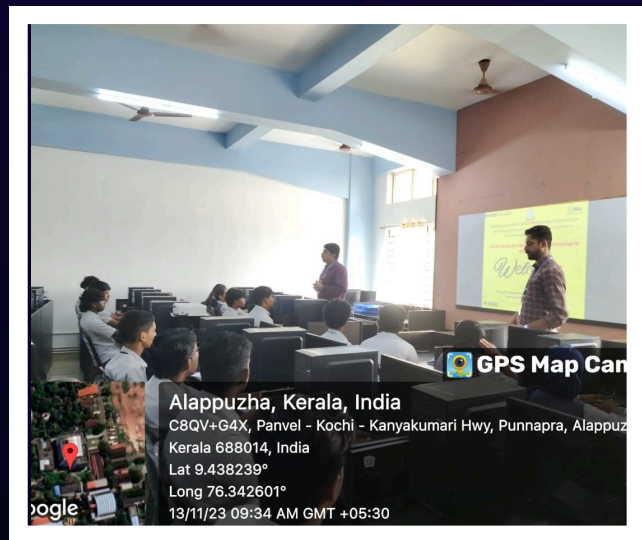 Welc
GPS Map Cam
Alappuzha, Kerala, India
C8QV+G4X, Panvel - Kochi - Kanyakumari Hwy, Punnapra, Alappuz
Kerala 688014, India
Lat 9.438239°
Long 76.342601°
13/11/23 09:34 AM GMT +05:30
oogle